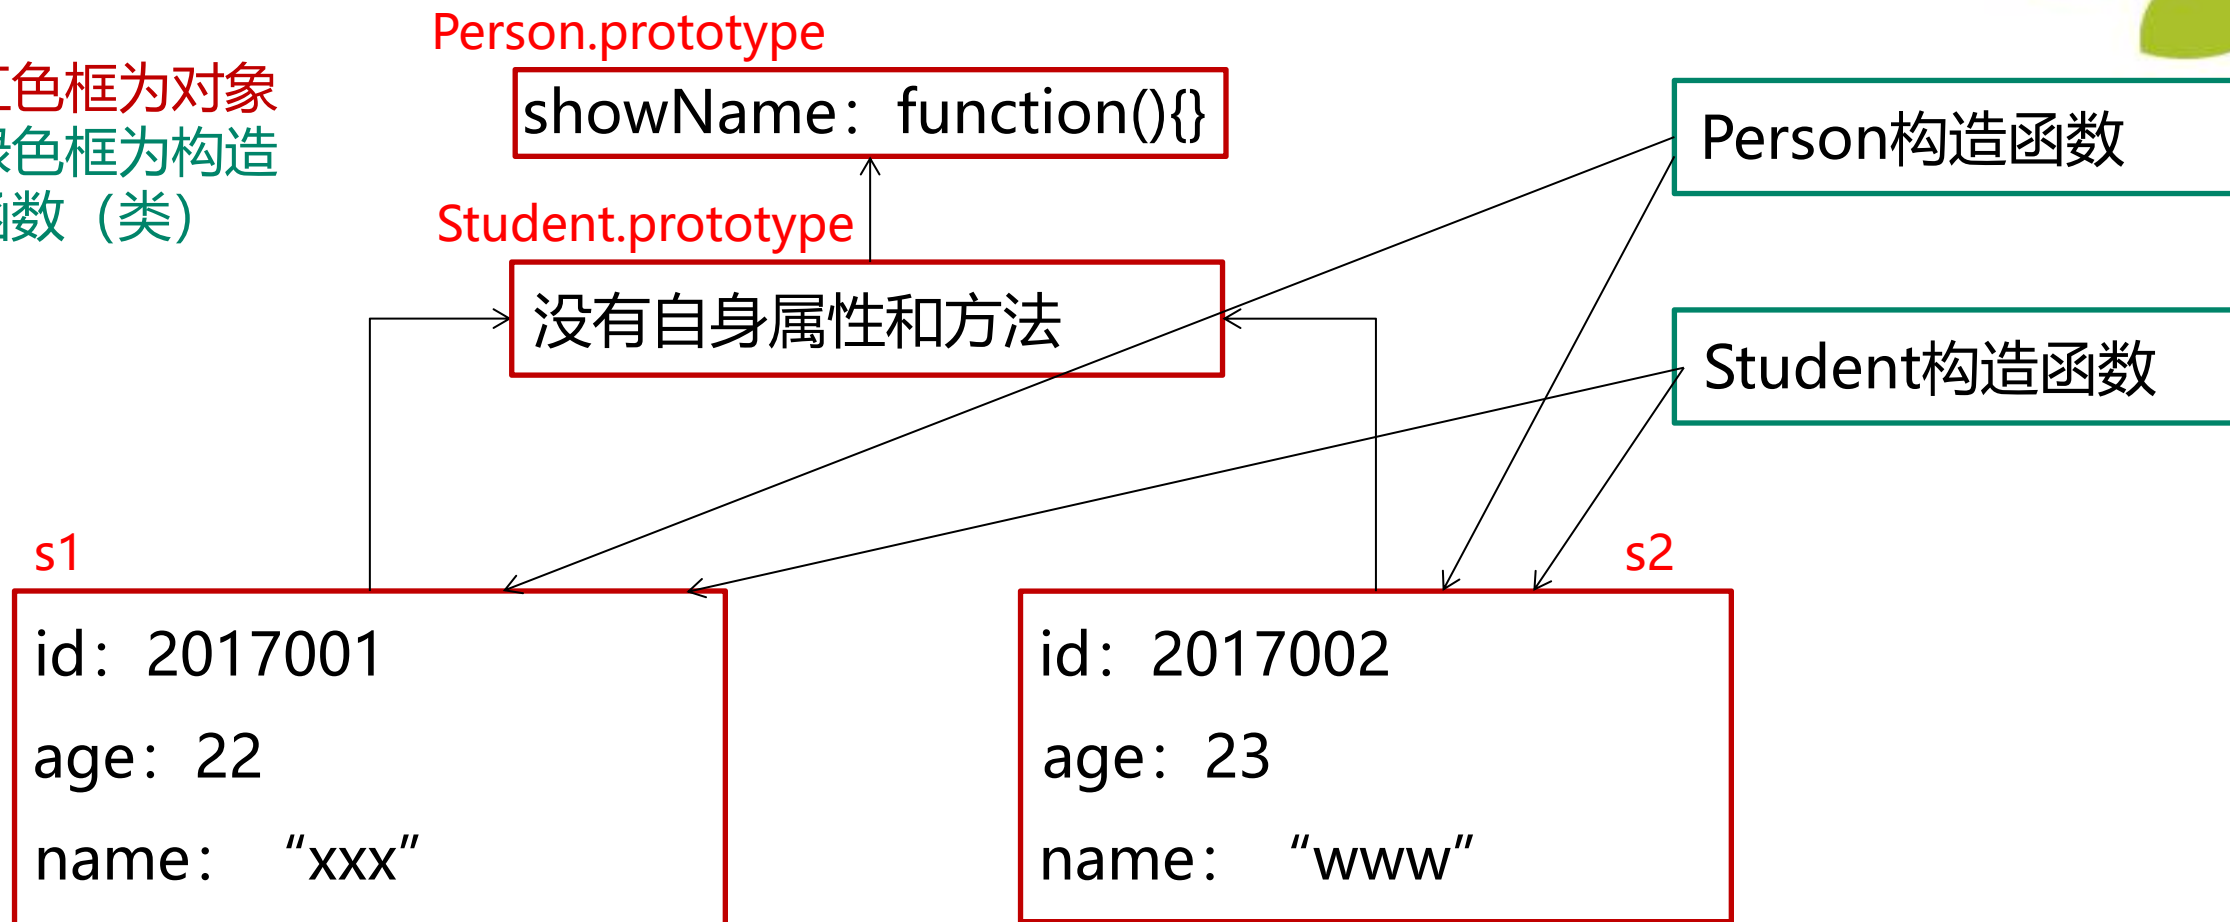 Person.prototype
色框为对象
色框为构造
数（类）
showName：function(){}
Person构造函数
Student.prototype
没有自身属性和方法
Student构造函数
s1
id：2017001
age：22
name：“xxx”
s2
id：2017002
age：23
name：“www”